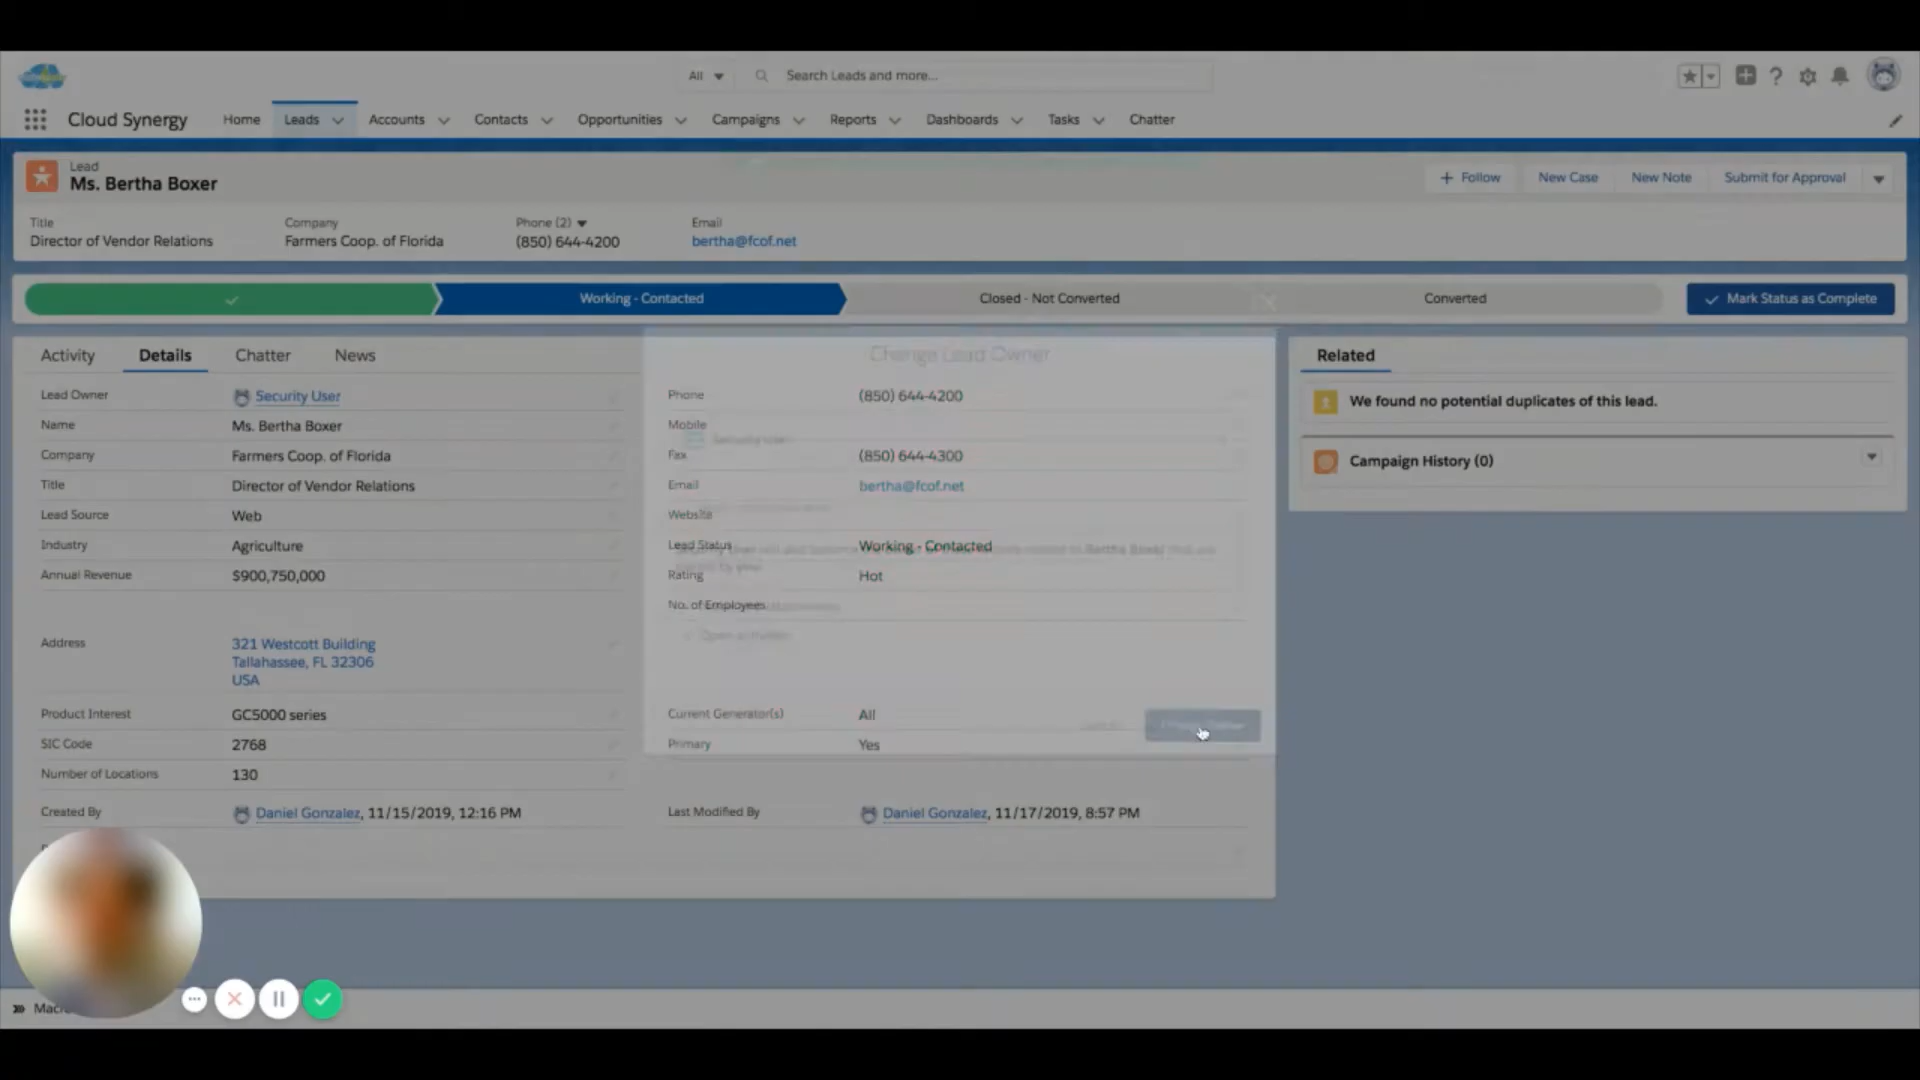 All
Search Leads and more...
Cloud Synergy
Home
Leads
Accounts
Contacts
Opportunities
Campaigns
Reports
Dashboards
Tasks
Chatter
Lead
Ms. Bertha Boxer
Follow
New Case
New Note
Submit for Approval
Title
Director of Vendor Relations
Company
Farmers Coop. of Florida
Phone (2)
(850) 644-4200
Email
bertha@fcof.net
Working - Contacted
Closed - Not Converted
Converted
Mark Status as Complete
Activity
Details
Chatter
News
Lead Owner
Security User
Name
Ms. Bertha Boxer
Company
Farmers Coop. of Florida
Title
Director of Vendor Relations
Lead Source
Web
Industry
Agriculture
Annual Revenue
$900,750,000
Address
321 Westcott Building
Tallahassee, FL 32306
USA
Product Interest
GC5000 series
SIC Code
2768
Number of Locations
130
Created By
Daniel Gonzalez, 11/15/2019, 12:16 PM
Change Lead Owner
Phone
(850) 644-4200
Mobile
Security User
Fax
(850) 644-4300
Email
bertha@fcof.net
Website
Lead Status
Working - Contacted
Rating
Hot
No. of Employees
Current Generator(s)
All
Primary
Yes
Last Modified By
Daniel Gonzalez, 11/17/2019, 8:57 PM
Related
We found no potential duplicates of this lead.
Campaign History (0)